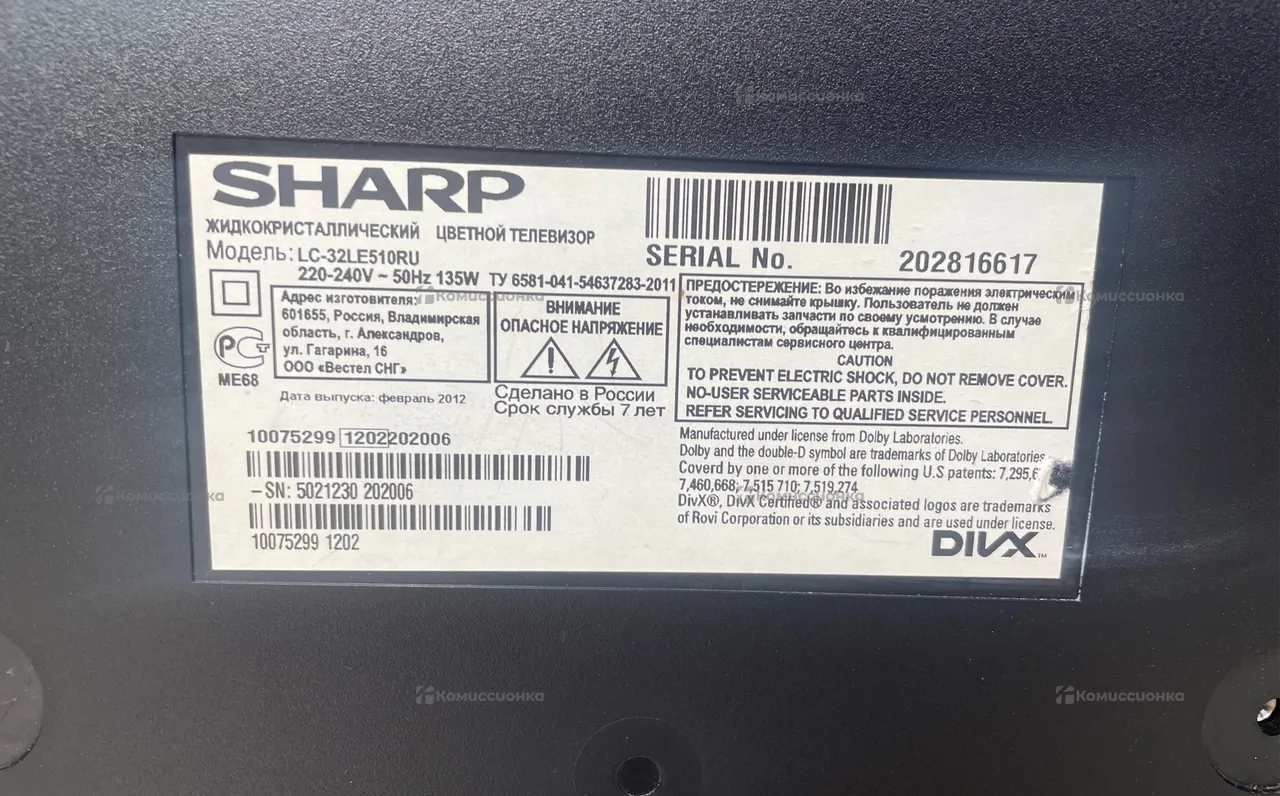 SHARP
ЖИДКОКРИСТАЛЛИЧЕСКИЙ ЦВЕТНОЙ ТЕЛЕВИЗОР
Модель: LC-32LE510RU
220-240V ~ 50Hz 135W ТУ 6581-041-54637283-2011
Адрес изготовителя:
601655, Россия, Владимирская
область, г. Александров,
ул. Гагарина, 16
ООО «Вестел СНГ»
РСТ
ME68
Дата выпуска: февраль 2012
ВНИМАНИЕ
ОПАСНОЕ НАПРЯЖЕНИЕ
Сделано в России
Срок службы 7 лет
10075299 1202202006
–SN: 5021230 202006
10075299 1202
SERIAL No. 202816617
ПРЕДОСТЕРЕЖЕНИЕ: Во избежание поражения электрическим
током, не снимайте крышку. Пользователь не должен
устанавливать запчасти по своему усмотрению. В случае
необходимости, обращайтесь к квалифицированным
специалистам сервисного центра.
CAUTION
TO PREVENT ELECTRIC SHOCK, DO NOT REMOVE COVER.
NO-USER SERVICEABLE PARTS INSIDE.
REFER SERVICING TO QUALIFIED SERVICE PERSONNEL.
Manufactured under license from Dolby Laboratories.
Dolby and the double-D symbol are trademarks of Dolby Laboratories.
Coverd by one or more of the following U.S patents: 7,295,6
7,460,668; 7,515 710; 7,519,274
DivX®, DivX Certified® and associated logos are trademarks
of Rovi Corporation or its subsidiaries and are used under license.
DIVX™
Комиссионка
Комиссионка
Комиссионка
Комиссионка
Комиссионка
Комиссионка
Комиссионка